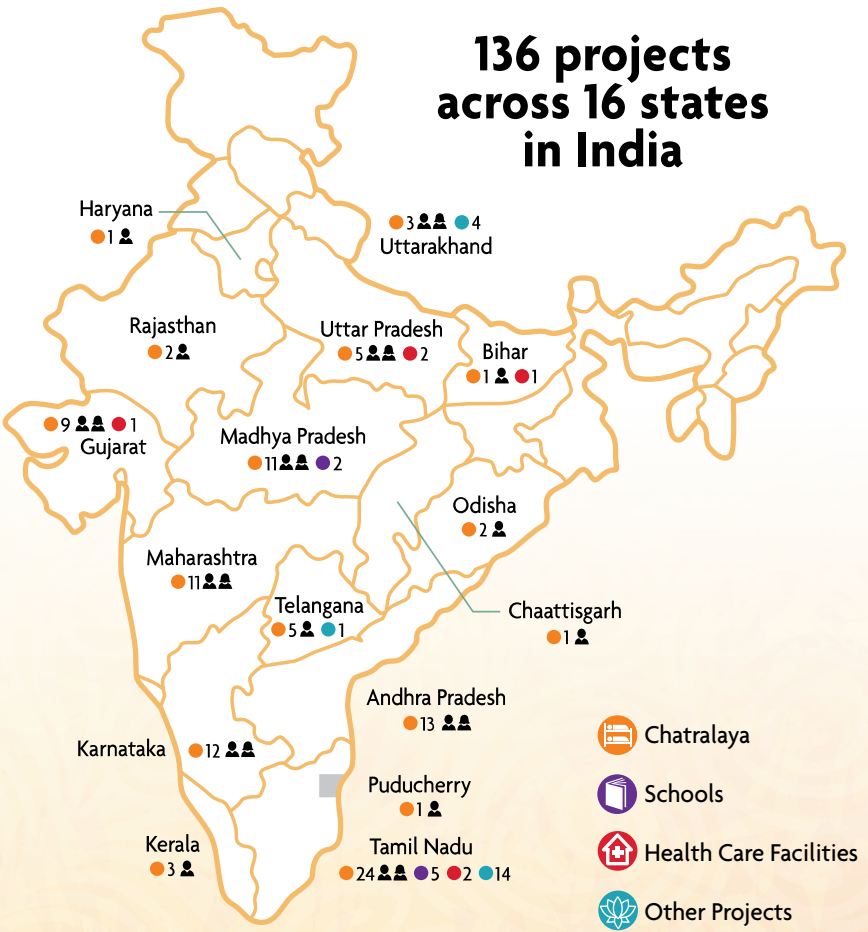 136 projects
across 16 states
in India
Haryana
1
3 4
Uttarakhand
Rajasthan
2
Uttar Pradesh
5 2
Bihar
1 1
9 1
Gujarat
Madhya Pradesh
11 2
Odisha
2
Maharashtra
11
Telangana
5 1
Chaattisgarh
1
Andhra Pradesh
13
Karnataka
12
Puducherry
1
Kerala
3
Tamil Nadu
24 5 2 14
Chatralaya
Schools
Health Care Facilities
Other Projects